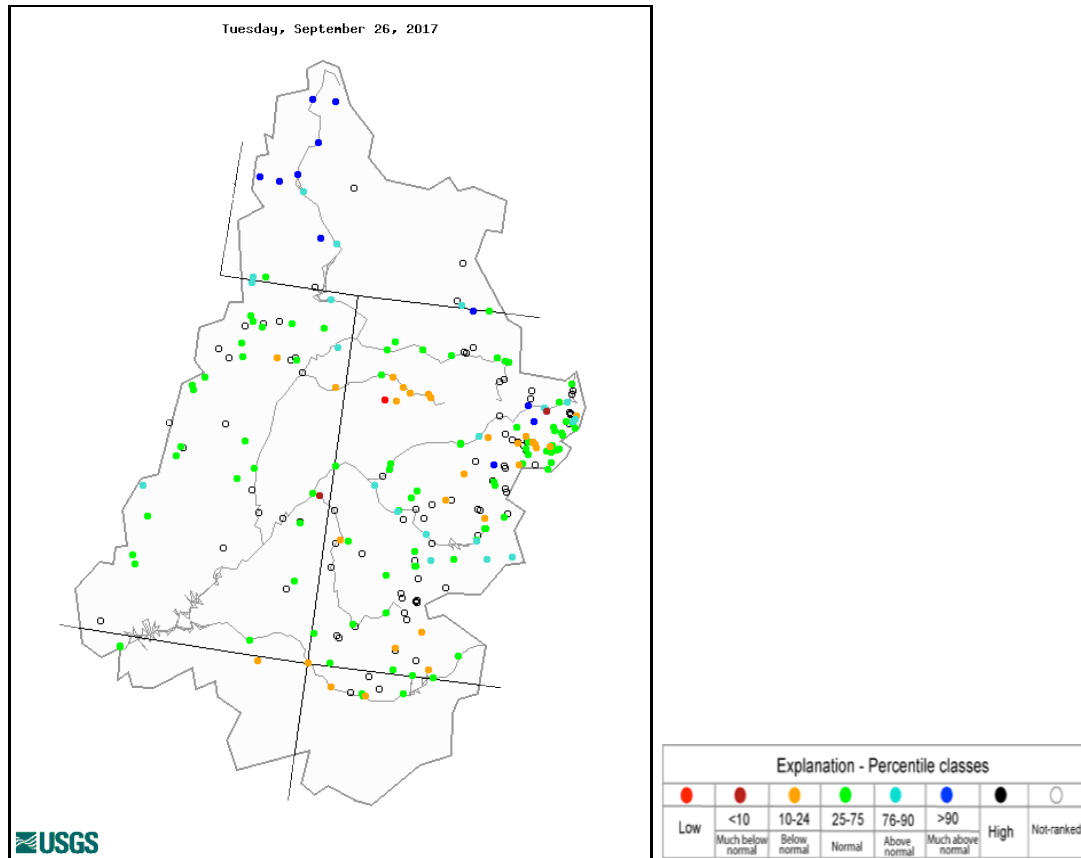 Tuesday, September 26, 2017
USGS
Explanation - Percentile classes
Low
<10
Much below
normal
10-24
Below
normal
25-75
Normal
76-90
Above
normal
>90
Much above
normal
High
Not-ranked